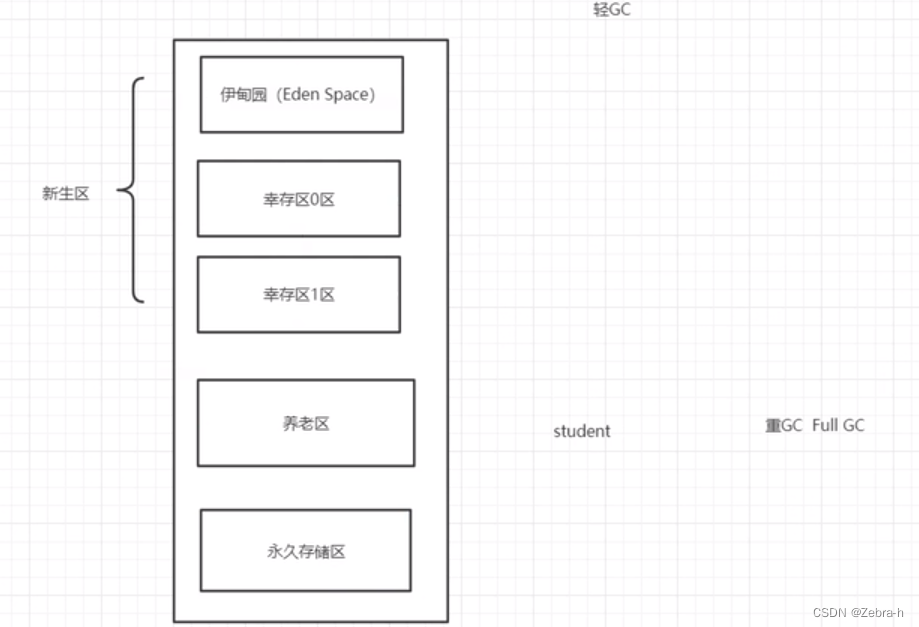 轻GC
伊甸园（Eden Space）
新生区
幸存区0区
幸存区1区
养老区
student
重GC Full GC
永久存储区
CSDN @Zebra-h